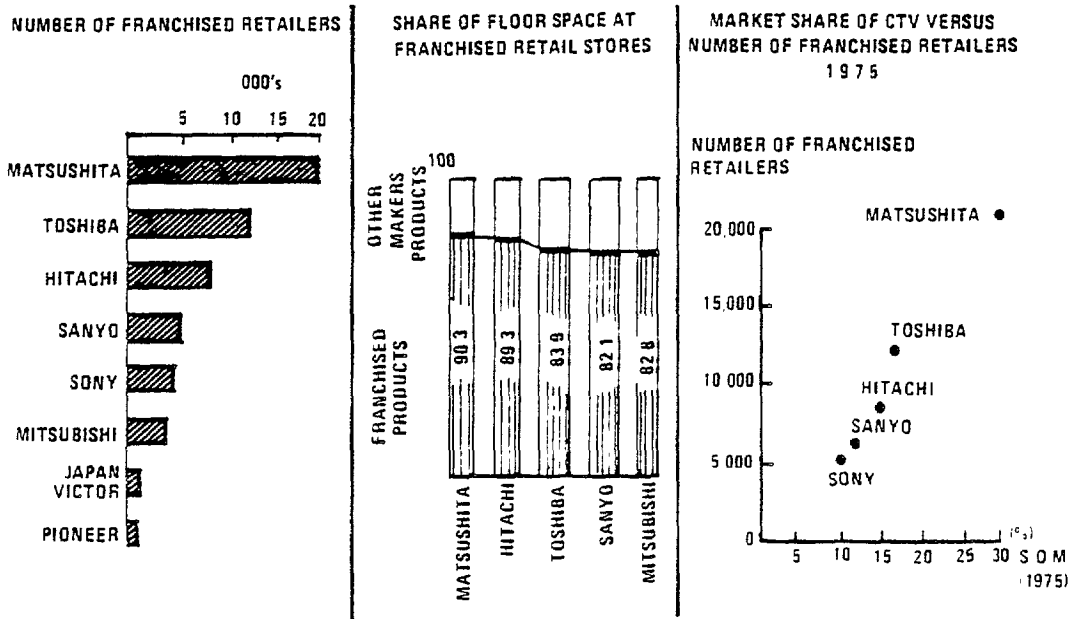 NUMBER OF FRANCHISED RETAILERS
000's
5 10 15 20
MATSUSHITA
TOSHIBA
HITACHI
SANYO
SONY
MITSUBISHI
JAPAN
VICTOR
PIONEER
SHARE OF FLOOR SPACE AT
FRANCHISED RETAIL STORES
100
OTHER
MAKERS
PRODUCTS
FRANCHISED
PRODUCTS
90.3
89.3
83.9
82.1
82.8
MATSUSHITA
HITACHI
TOSHIBA
SANYO
MITSUBISHI
MARKET SHARE OF CTV VERSUS
NUMBER OF FRANCHISED RETAILERS
1975
NUMBER OF FRANCHISED
RETAILERS
MATSUSHITA
20,000
15,000
TOSHIBA
10 000
HITACHI
SANYO
5 000
SONY
0
5 10 15 20 25 30
(%)
S O M
(1975)